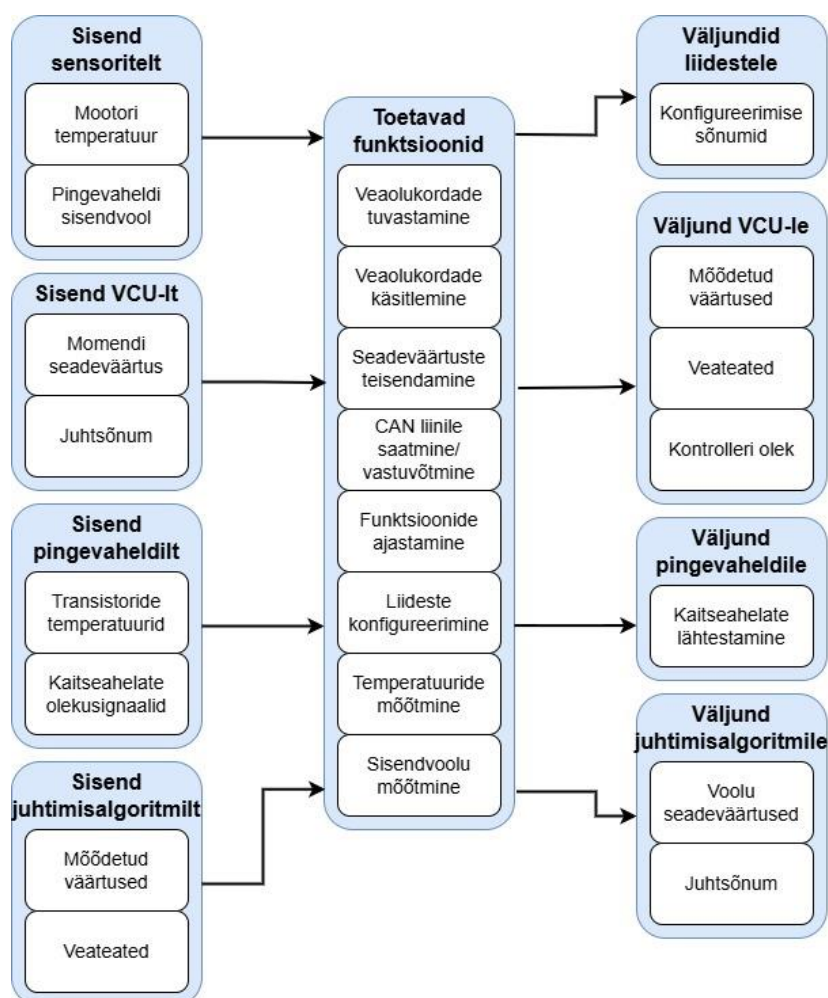 Sisend
sensoritelt
Mootori
temperatuur
Pingevaheldi
sisendvool
Sisend VCU-lt
Momendi
seadeväärtus
Juhtsõnum
Sisend
pingevaheldilt
Transistoride
temperatuurid
Kaitseahelate
olekusignaalid
Sisend
juhtimisalgoritmilt
Mõõdetud
väärtused
Veateated
Toetavad
funktsioonid
Veaolukordade
tuvastamine
Veaolukordade
käsitlemine
Seadeväärtuste
teisendamine
CAN liinile
saatmine/
vastuvõtmine
Funktsioonide
ajastamine
Liideste
konfigureerimine
Temperatuuride
mõõtmine
Sisendvoolu
mõõtmine
Väljundid
liidestele
Konfigureerimise
sõnumid
Väljund VCU-le
Mõõdetud
väärtused
Veateated
Kontrolleri olek
Väljund
pingevaheldile
Kaitseahelate
lähtestamine
Väljund
juhtimisalgoritmile
Voolu
seadeväärtused
Juhtsõnum